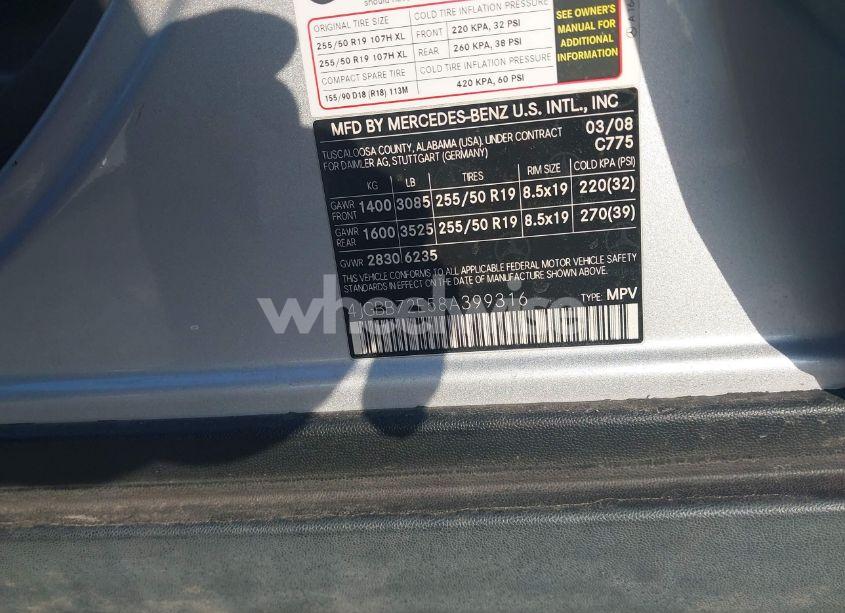 ORIGINAL TIRE SIZE COLD TIRE INFLATION PRESSURE
255/50 R19 107H XL FRONT 220 KPA, 32 PSI
255/50 R19 107H XL REAR 260 KPA, 38 PSI
COMPACT SPARE TIRE COLD TIRE INFLATION PRESSURE
155/90 D18 (R18) 113M 420 KPA, 60 PSI
SEE OWNER'S
MANUAL FOR
ADDITIONAL
INFORMATION
MFD BY MERCEDES-BENZ U.S. INTL., INC 03/08
TUSCALOOSA COUNTY, ALABAMA (USA), UNDER CONTRACT C775
FOR DAIMLER AG, STUTTGART (GERMANY)
KG LB TIRES RIM SIZE COLD KPA (PSI)
GAWR FRONT 1400 3085 255/50 R19 8.5x19 220(32)
GAWR REAR 1600 3525 255/50 R19 8.5x19 270(39)
GVWR 2830 6235
THIS VEHICLE CONFORMS TO ALL APPLICABLE FEDERAL MOTOR VEHICLE SAFETY
STANDARDS IN EFFECT ON THE DATE OF MANUFACTURE SHOWN ABOVE.
399316 TYPE: MPV
wheelwise